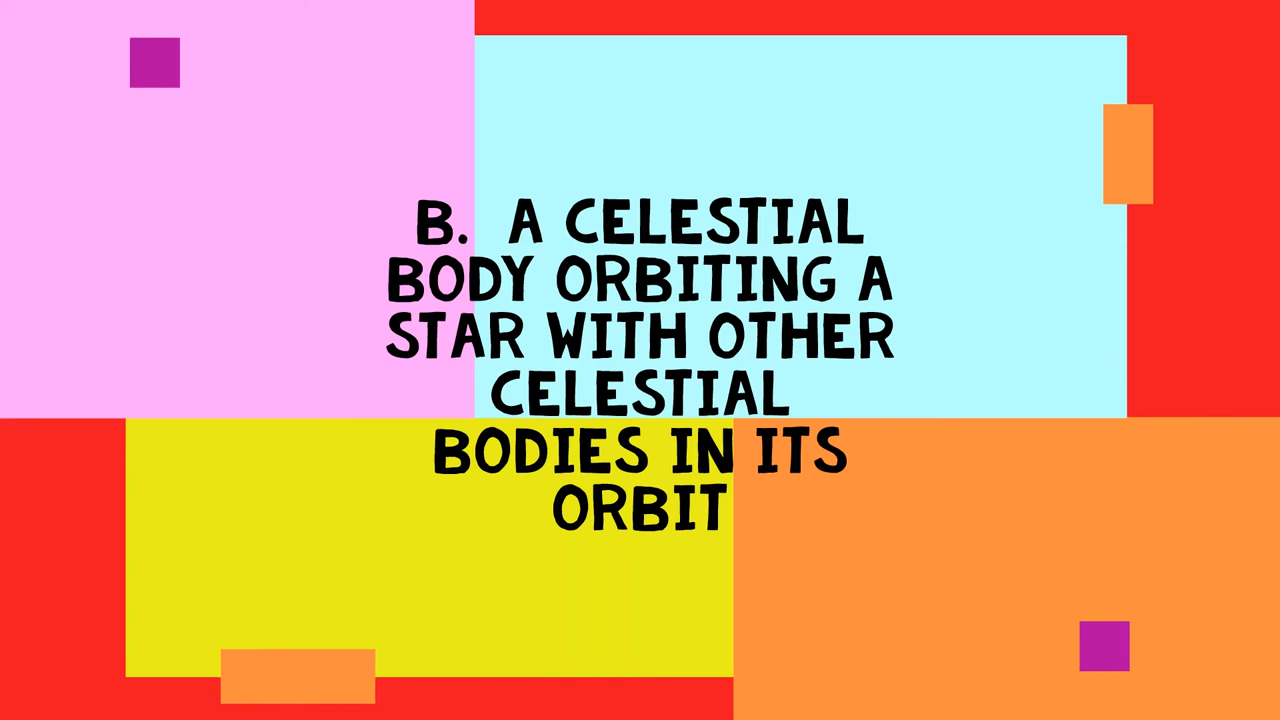 B.  A CELESTIAL
BODY ORBITING A
STAR WITH OTHER
CELESTIAL
BODIES IN ITS
ORBIT